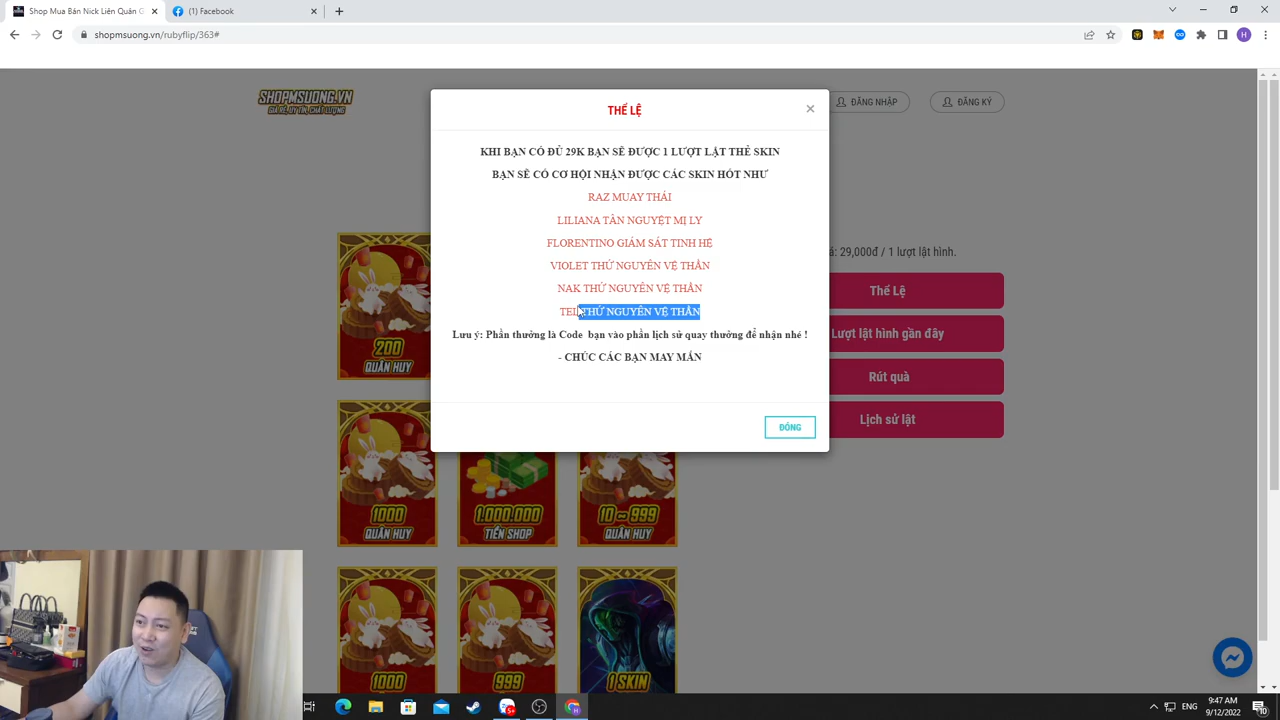 Shop Mua Bán Nick Liên Quân G
(1) Facebook
shopmsuong.vn/rubyflip/363#
H
SHOPMSUONG.VN
GIÁ RẺ, UY TÍN, CHẤT LƯỢNG
ĐĂNG NHẬP
ĐĂNG KÝ
THỂ LỆ
KHI BẠN CÓ ĐỦ 29K BẠN SẼ ĐƯỢC 1 LƯỢT LẬT THẺ SKIN
BẠN SẼ CÓ CƠ HỘI NHẬN ĐƯỢC CÁC SKIN HÓT NHƯ
RAZ MUAY THÁI
LILIANA TÂN NGUYỆT MỊ LY
FLORENTINO GIÁM SÁT TINH HỆ
VIOLET THỨ NGUYÊN VỆ THẦN
NAK THỨ NGUYÊN VỆ THẦN
THỨ NGUYÊN VỆ THẦN
Lưu ý: Phần thưởng là Code bạn vào phần lịch sử quay thưởng để nhận nhé !
- CHÚC CÁC BẠN MAY MẮN
ĐÓNG
á: 29,000đ / 1 lượt lật hình.
Thể Lệ
Lượt lật hình gần đây
Rút quà
Lịch sử lật
200
QUÂN HUY
1000
QUÂN HUY
1.000.000
TIỀN SHOP
10 - 999
QUÂN HUY
1000
999
1 SKIN
ENG
9:47 AM
9/12/2022
10